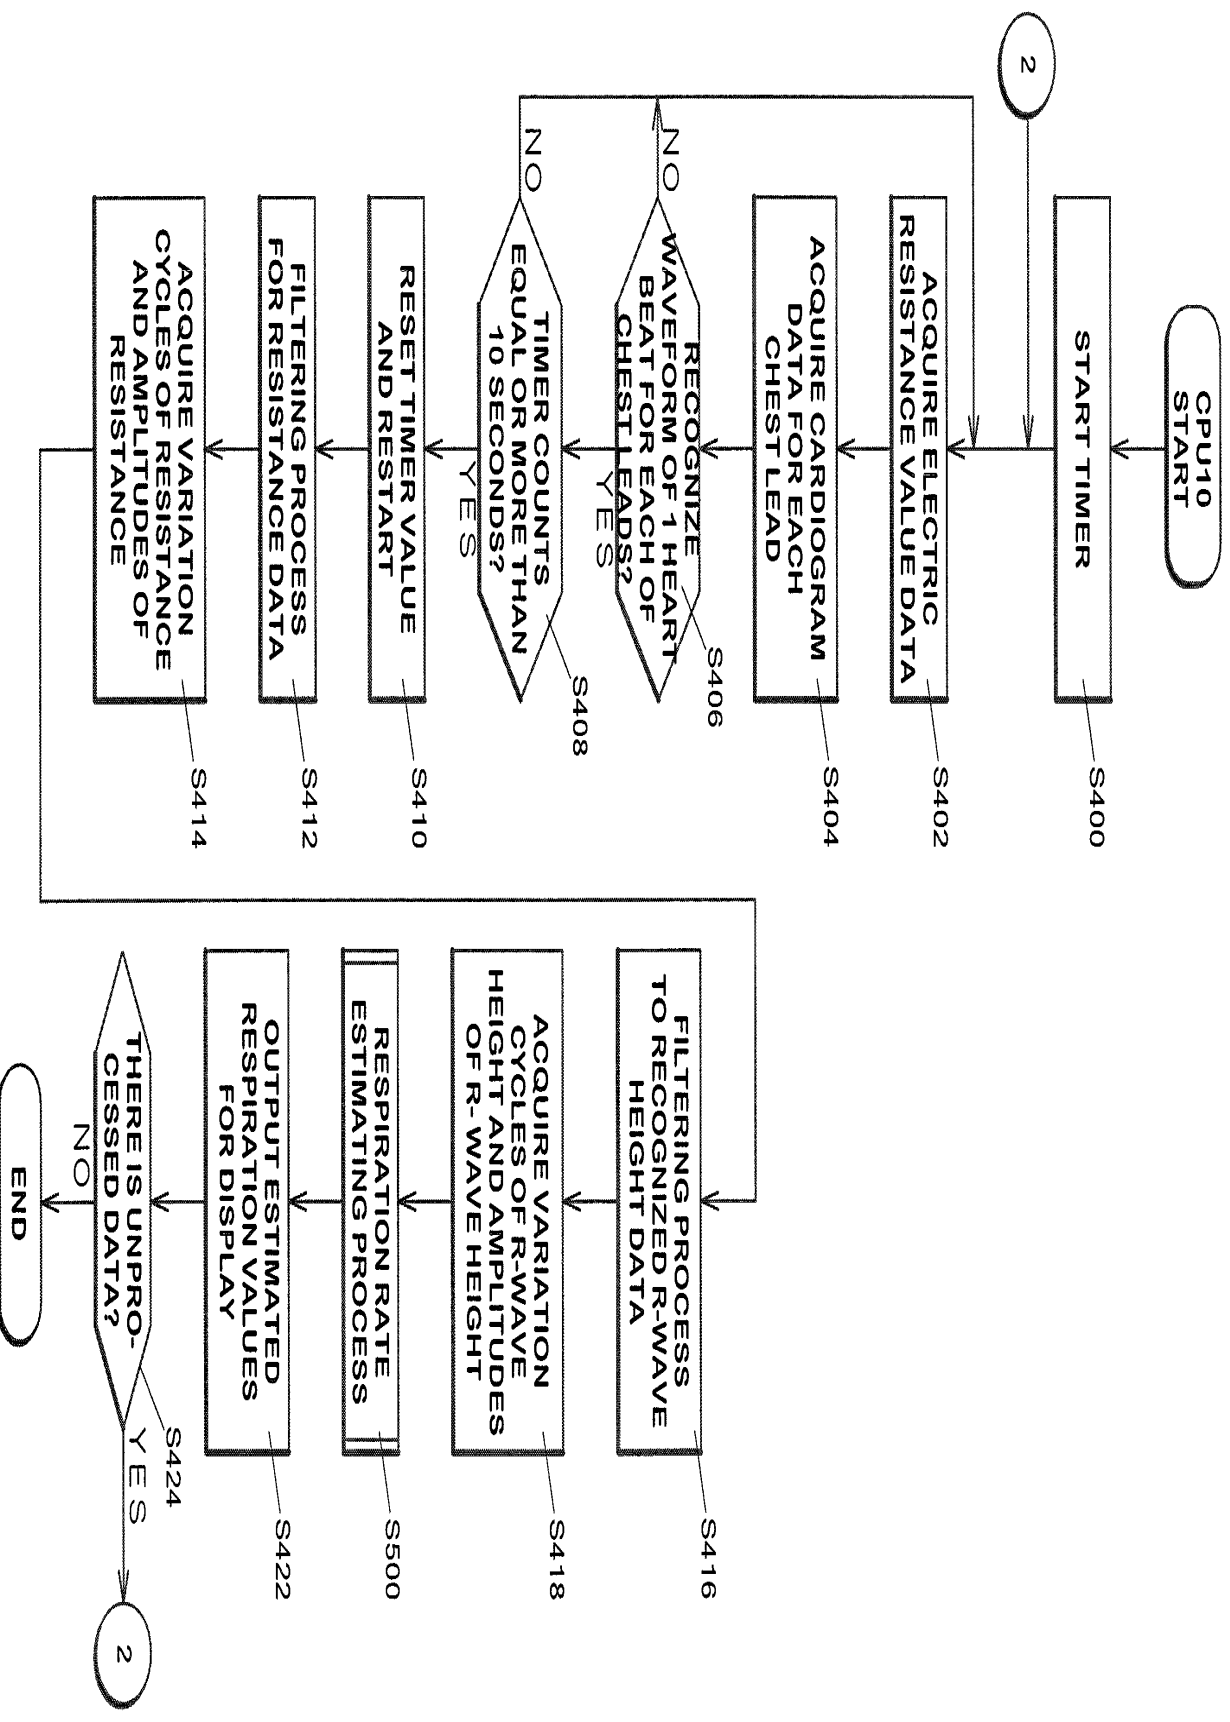 CPU10
START
START TIMER
S400
2
ACQUIRE ELECTRIC
RESISTANCE VALUE DATA
S402
ACQUIRE CARDIOGRAM
DATA FOR EACH
CHEST LEAD
S404
RECOGNIZE
WAVEFORM OF 1 HEART
BEAT FOR EACH OF
CHEST LEADS?
S406
NO
YES
TIMER COUNTS
EQUAL OR MORE THAN
10 SECONDS?
S408
NO
YES
RESET TIMER VALUE
AND RESTART
S410
FILTERING PROCESS
FOR RESISTANCE DATA
S412
ACQUIRE VARIATION
CYCLES OF RESISTANCE
AND AMPLITUDES OF
RESISTANCE
S414
FILTERING PROCESS
TO RECOGNIZED R-WAVE
HEIGHT DATA
S416
ACQUIRE VARIATION
CYCLES OF R-WAVE
HEIGHT AND AMPLITUDES
OF R- WAVE HEIGHT
S418
RESPIRATION RATE
ESTIMATING PROCESS
S500
OUTPUT ESTIMATED
RESPIRATION VALUES
FOR DISPLAY
S422
THERE IS UNPRO-
CESSED DATA?
S424
YES
2
NO
END